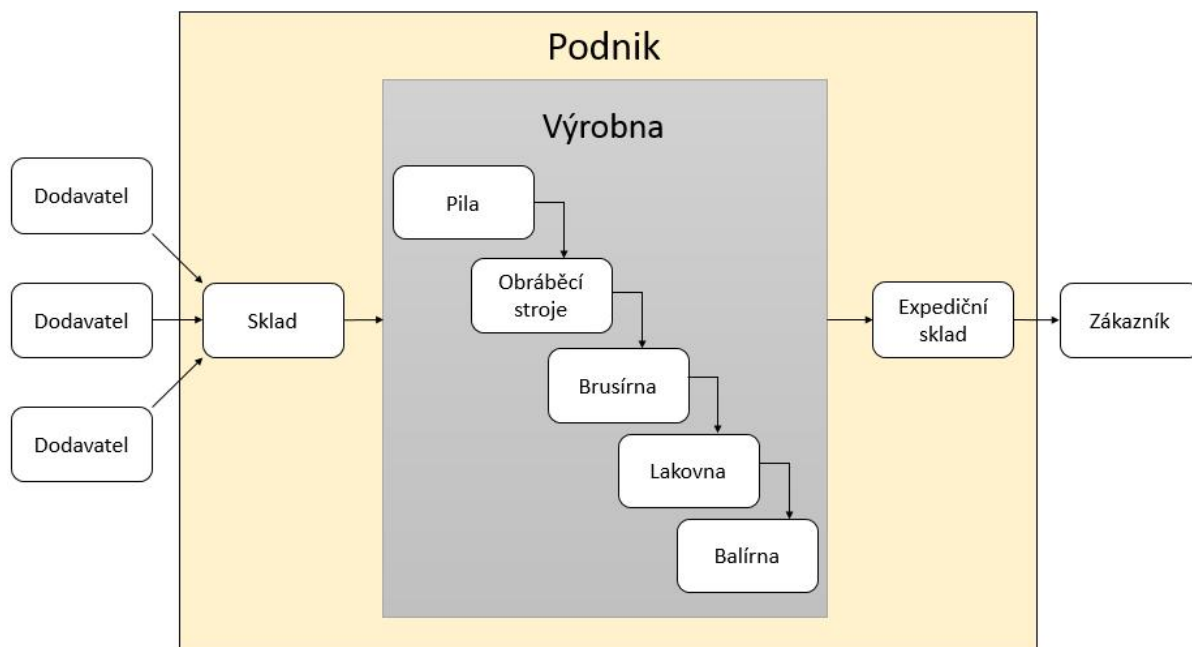 Podnik
Výrobna
Dodavatel
Dodavatel
Dodavatel
Sklad
Pila
Obráběcí
stroje
Brusírna
Lakovna
Balírna
Expediční
sklad
Zákazník